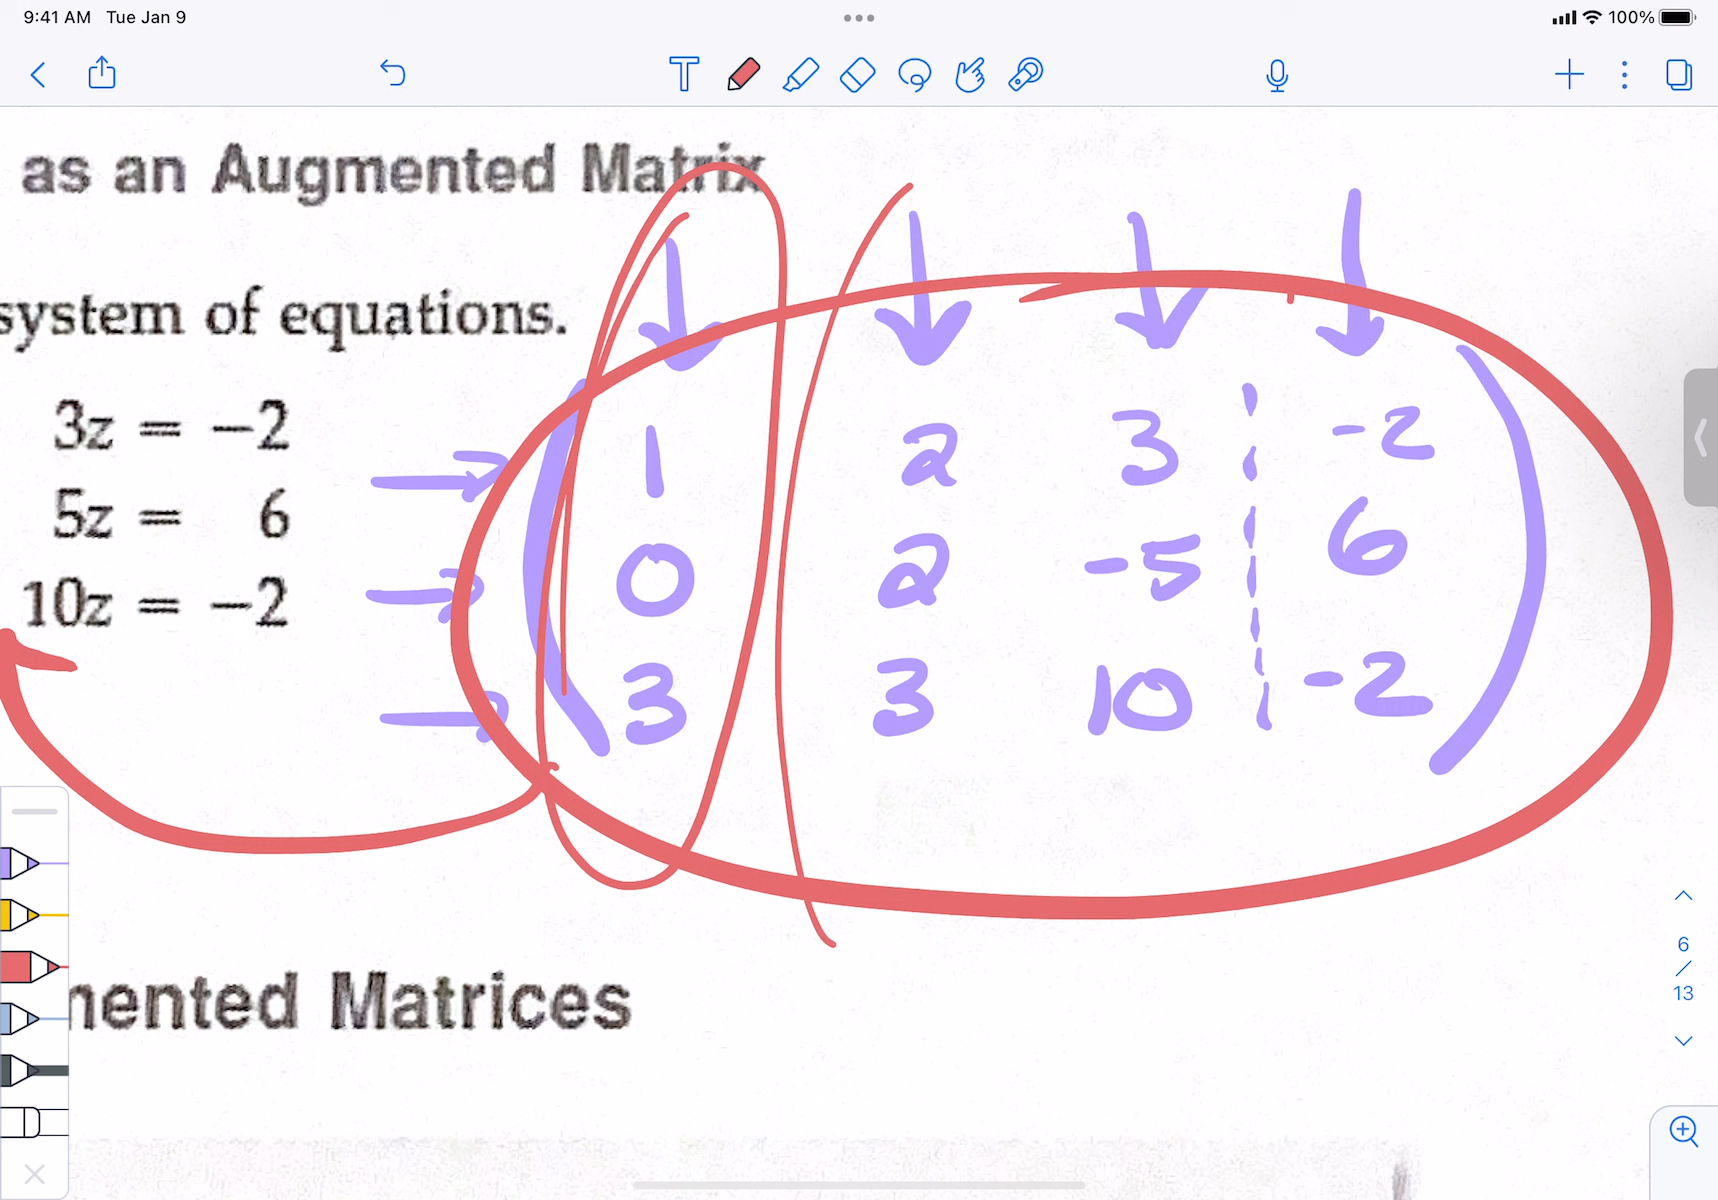 9:41 AM Tue Jan 9
100%
as an Augmented Matrix
system of equations.
3z = −2
5z = 6
10z = −2
1 2 3 -2
0 2 -5 6
3 3 10 -2
mented Matrices
6
/
13